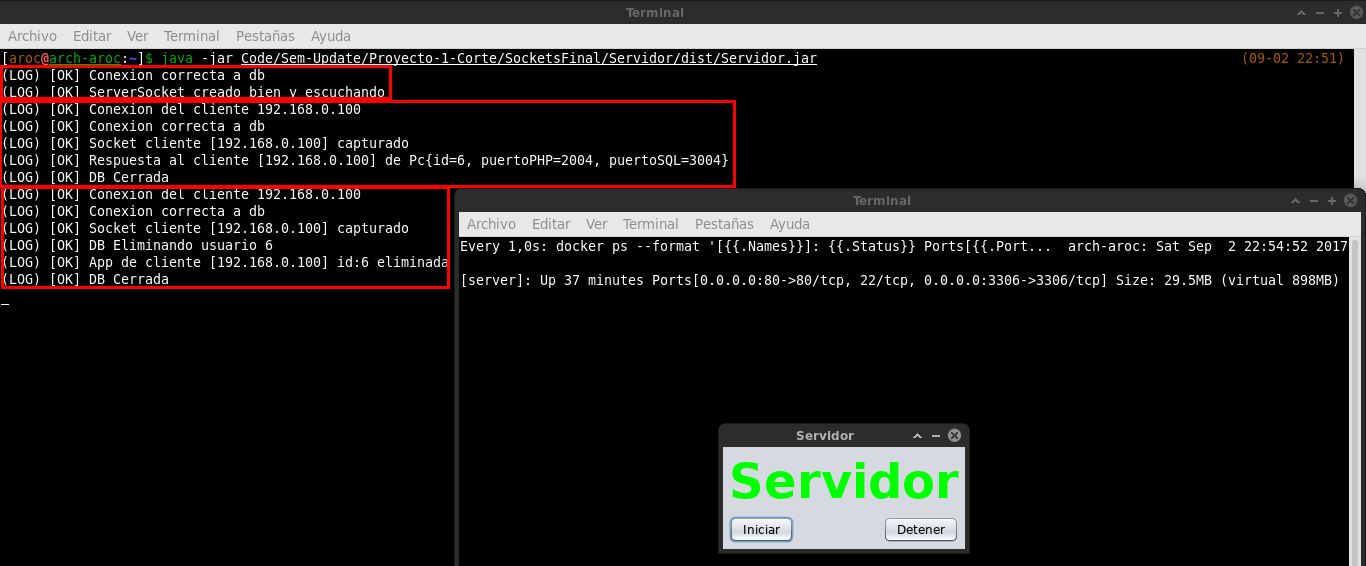 Terminal
Archivo Editar Ver Terminal Pestañas Ayuda
[aroc@arch-aroc:~]$ java -jar Code/Sem-Update/Proyecto-1-Corte/SocketsFinal/Servidor/dist/Servidor.jar (09-02 22:51)
(LOG) [OK] Conexion correcta a db
(LOG) [OK] ServerSocket creado bien y escuchando
(LOG) [OK] Conexion del cliente 192.168.0.100
(LOG) [OK] Conexion correcta a db
(LOG) [OK] Socket cliente [192.168.0.100] capturado
(LOG) [OK] Respuesta al cliente [192.168.0.100] de Pc{id=6, puertoPHP=2004, puertoSQL=3004}
(LOG) [OK] DB Cerrada
(LOG) [OK] Conexion del cliente 192.168.0.100
(LOG) [OK] Conexion correcta a db
(LOG) [OK] Socket cliente [192.168.0.100] capturado
(LOG) [OK] DB Eliminando usuario 6
(LOG) [OK] App de cliente [192.168.0.100] id:6 eliminada
(LOG) [OK] DB Cerrada
Terminal
Archivo Editar Ver Terminal Pestañas Ayuda
Every 1,0s: docker ps --format '[{{.Names}}]: {{.Status}} Ports[{{.Port... arch-aroc: Sat Sep 2 22:54:52 2017
[server]: Up 37 minutes Ports[0.0.0.0:80->80/tcp, 22/tcp, 0.0.0.0:3306->3306/tcp] Size: 29.5MB (virtual 898MB)
Servidor
Servidor
Iniciar Detener